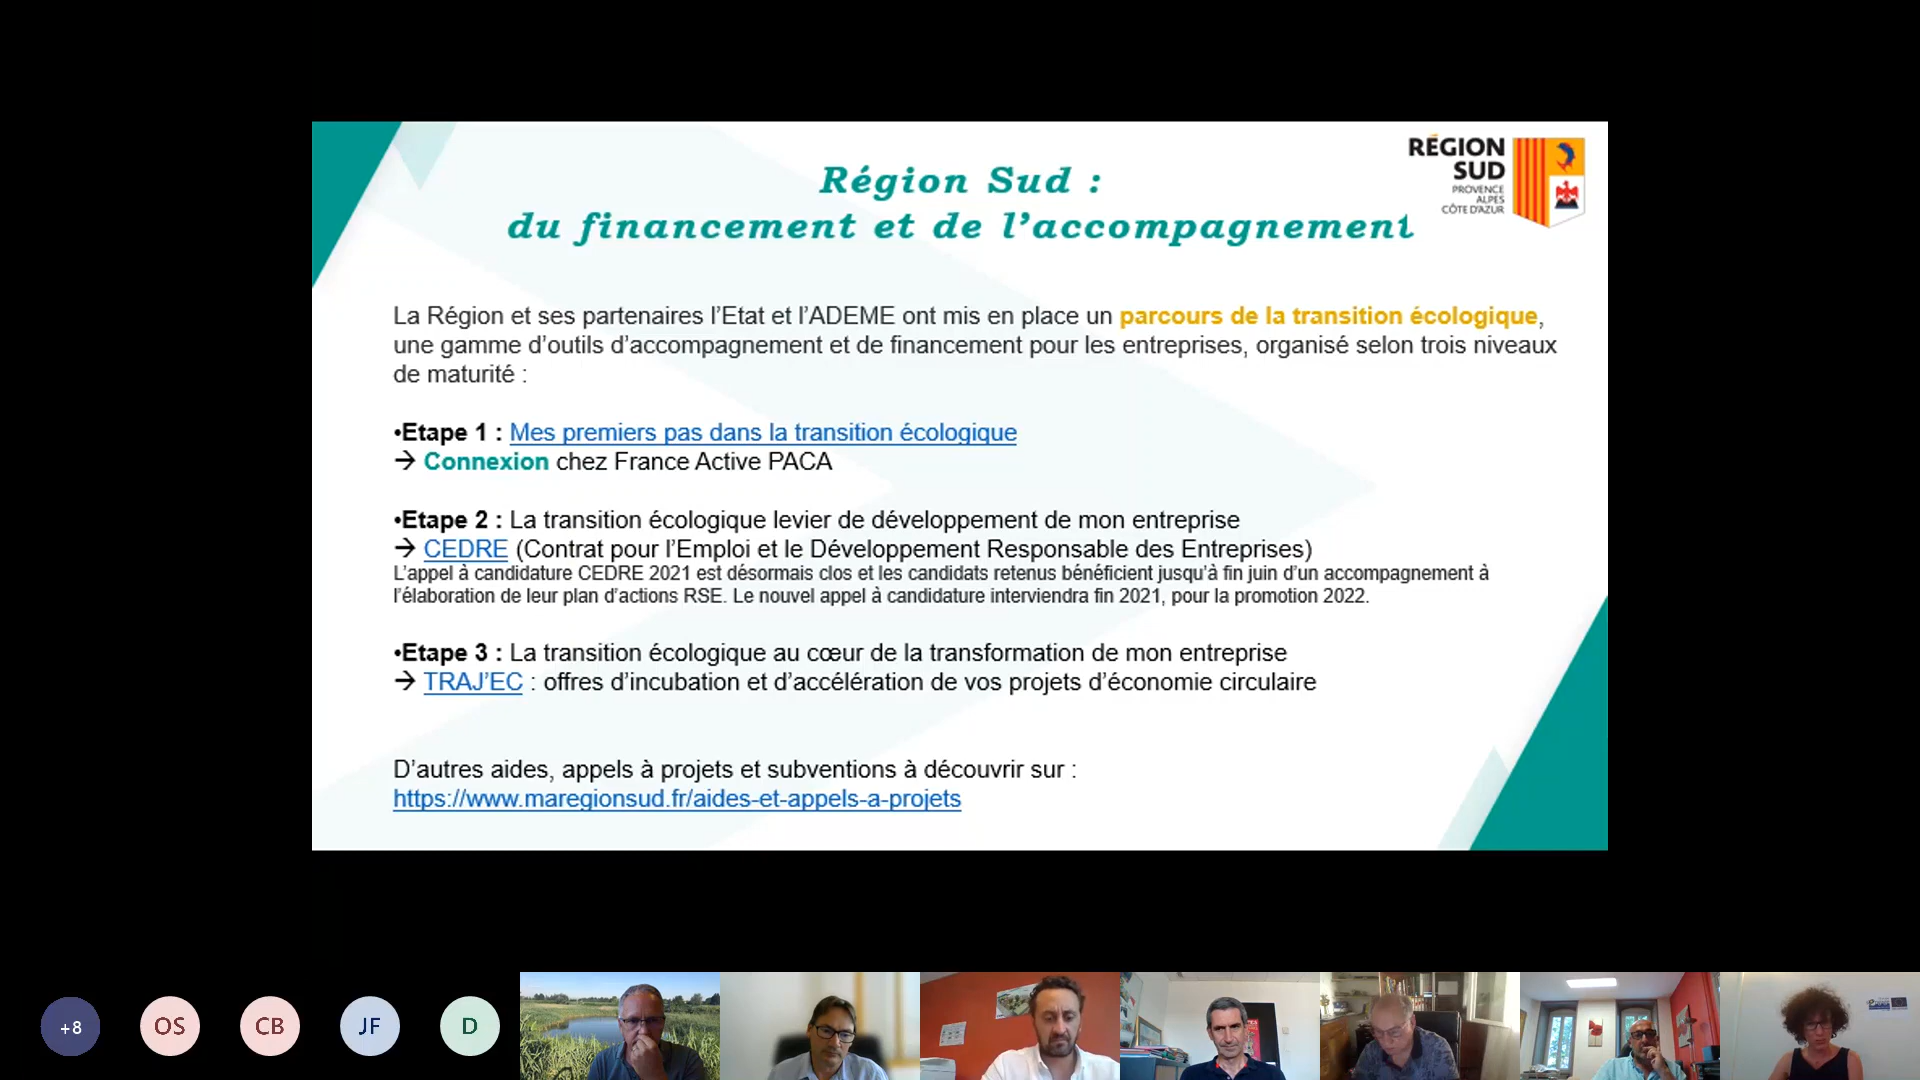 RÉGION
SUD
PROVENCE
ALPES
CÔTE D'AZUR
Région Sud :
du financement et de l’accompagnement
La Région et ses partenaires l’Etat et l’ADEME ont mis en place un parcours de la transition écologique,
une gamme d’outils d’accompagnement et de financement pour les entreprises, organisé selon trois niveaux
de maturité :
•Etape 1 : Mes premiers pas dans la transition écologique
→ Connexion chez France Active PACA
•Etape 2 : La transition écologique levier de développement de mon entreprise
→ CEDRE (Contrat pour l’Emploi et le Développement Responsable des Entreprises)
L’appel à candidature CEDRE 2021 est désormais clos et les candidats retenus bénéficient jusqu’à fin juin d’un accompagnement à
l’élaboration de leur plan d’actions RSE. Le nouvel appel à candidature interviendra fin 2021, pour la promotion 2022.
•Etape 3 : La transition écologique au cœur de la transformation de mon entreprise
→ TRAJ’EC : offres d’incubation et d’accélération de vos projets d’économie circulaire
D’autres aides, appels à projets et subventions à découvrir sur :
https://www.maregionsud.fr/aides-et-appels-a-projets
+8
OS
CB
JF
D